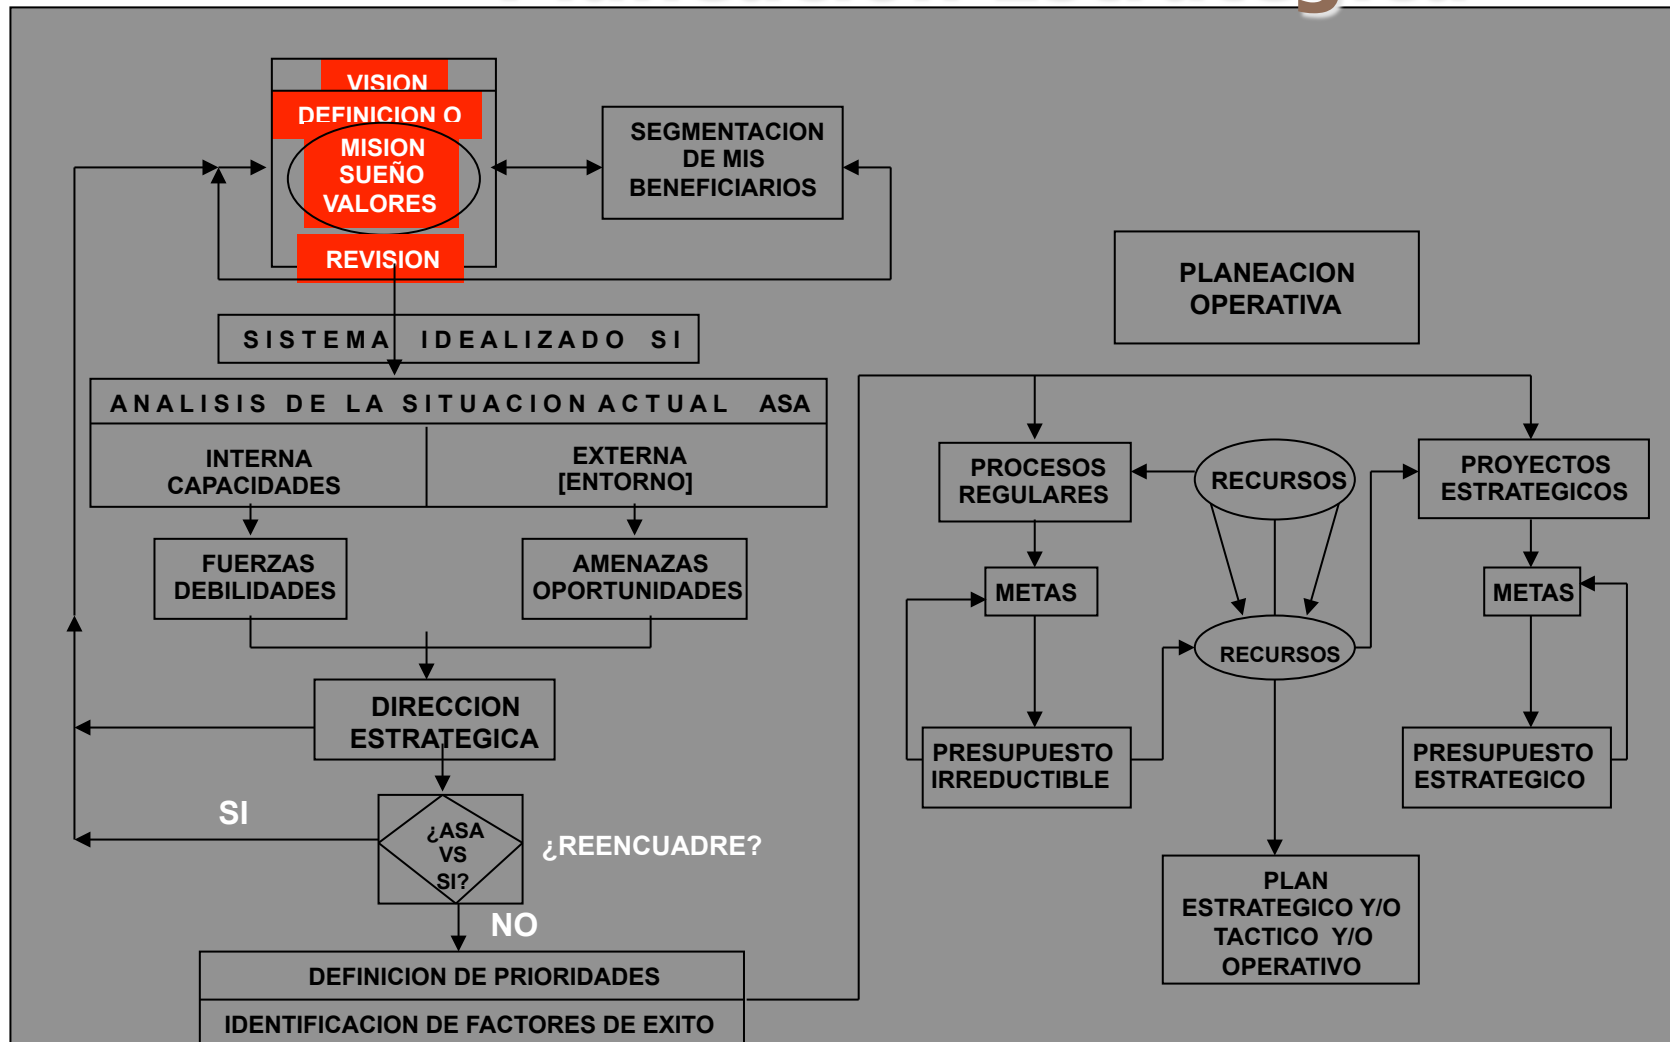 VISION
DEFINICION O
MISION
SUEÑO
VALORES
REVISION
SEGMENTACION
DE MIS
BENEFICIARIOS
SISTEMA IDEALIZADO SI
ANALISIS DE LA SITUACION ACTUAL ASA
INTERNA
CAPACIDADES
EXTERNA
[ENTORNO]
FUERZAS
DEBILIDADES
AMENAZAS
OPORTUNIDADES
DIRECCION
ESTRATEGICA
SI
¿ASA
VS
SI?
¿REENCUADRE?
NO
DEFINICION DE PRIORIDADES
IDENTIFICACION DE FACTORES DE EXITO
PLANEACION
OPERATIVA
PROCESOS
REGULARES
RECURSOS
PROYECTOS
ESTRATEGICOS
METAS
RECURSOS
METAS
PRESUPUESTO
IRREDUCTIBLE
PRESUPUESTO
ESTRATEGICO
PLAN
ESTRATEGICO Y/O
TACTICO Y/O
OPERATIVO